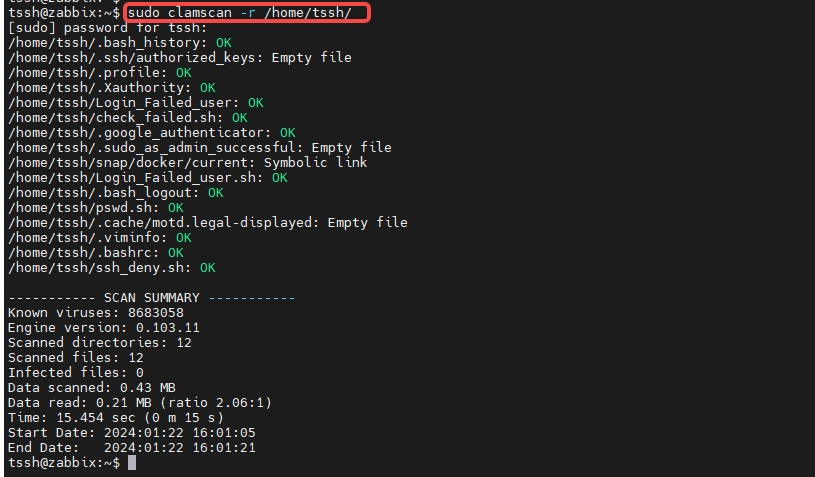 tssh@zabbix:~$ sudo clamscan -r /home/tssh/
[sudo] password for tssh:
/home/tssh/.bash_history: OK
/home/tssh/.ssh/authorized_keys: Empty file
/home/tssh/.profile: OK
/home/tssh/.Xauthority: OK
/home/tssh/Login_Failed_user: OK
/home/tssh/check_failed.sh: OK
/home/tssh/.google_authenticator: OK
/home/tssh/.sudo_as_admin_successful: Empty file
/home/tssh/snap/docker/current: Symbolic link
/home/tssh/Login_Failed_user.sh: OK
/home/tssh/.bash_logout: OK
/home/tssh/pswd.sh: OK
/home/tssh/.cache/motd.legal-displayed: Empty file
/home/tssh/.viminfo: OK
/home/tssh/.bashrc: OK
/home/tssh/ssh_deny.sh: OK
----------- SCAN SUMMARY -----------
Known viruses: 8683058
Engine version: 0.103.11
Scanned directories: 12
Scanned files: 12
Infected files: 0
Data scanned: 0.43 MB
Data read: 0.21 MB (ratio 2.06:1)
Time: 15.454 sec (0 m 15 s)
Start Date: 2024:01:22 16:01:05
End Date:   2024:01:22 16:01:21
tssh@zabbix:~$